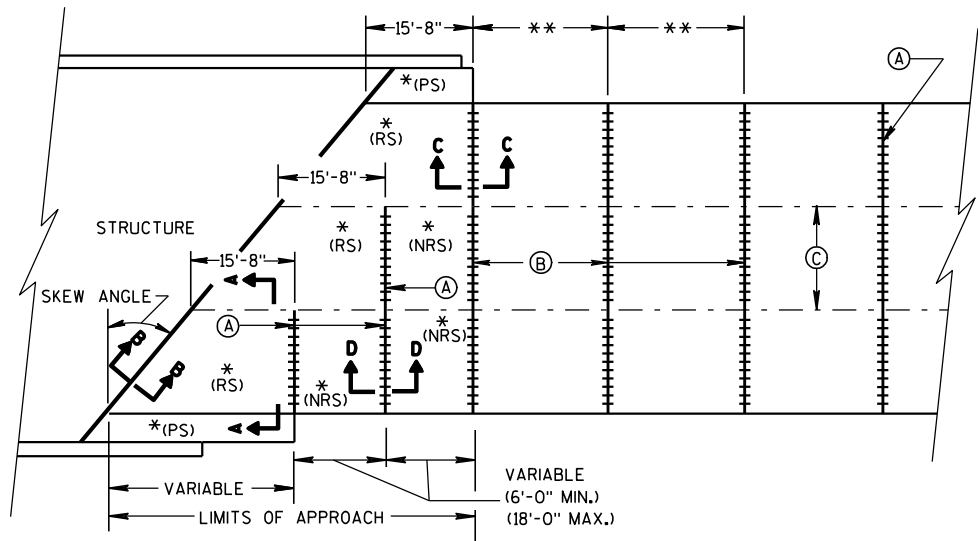 15'-8"
**
**
A
*(PS)
*
(RS)
C
C
15'-8"
STRUCTURE
*
(RS)
*
(NRS)
15'-8"
A
B
C
SKEW ANGLE
A
A
B
B
*
(RS)
*
(NRS)
D
D
*
(NRS)
*(PS)
A
VARIABLE
VARIABLE
(6'-0" MIN.)
(18'-0" MAX.)
LIMITS OF APPROACH